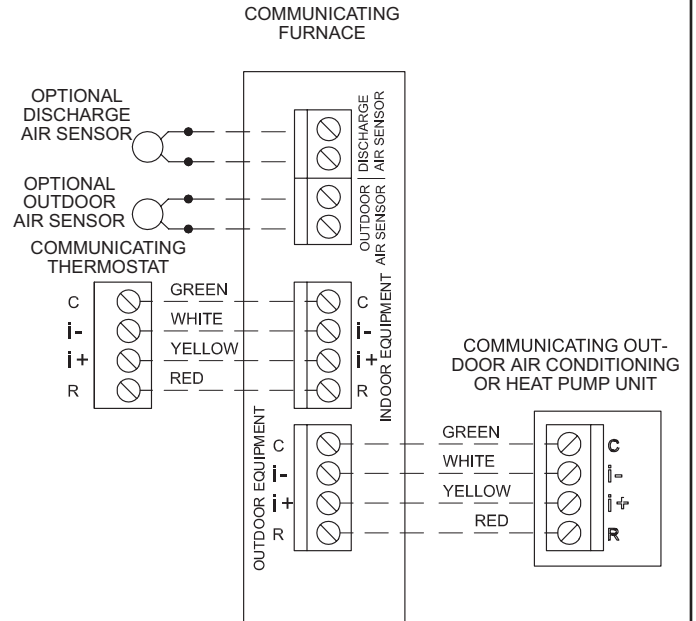 COMMUNICATING
FURNACE
OPTIONAL
DISCHARGE
AIR SENSOR
DISCHARGE
AIR SENSOR
OPTIONAL
OUTDOOR
AIR SENSOR
OUTDOOR
AIR SENSOR
COMMUNICATING
THERMOSTAT
C
i-
i+
R
GREEN
WHITE
YELLOW
RED
C
i-
i+
R
INDOOR EQUIPMENT
COMMUNICATING OUT-
DOOR AIR CONDITIONING
OR HEAT PUMP UNIT
OUTDOOR EQUIPMENT
C
i-
i+
R
GREEN
WHITE
YELLOW
RED
C
i-
i+
R